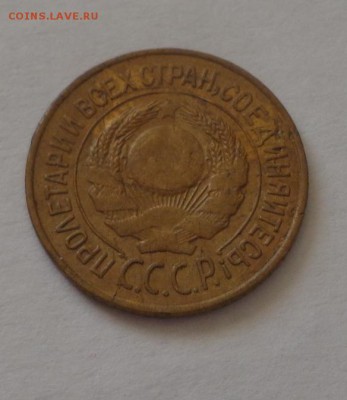 COINS.LAVE.RU
ПРОЛЕТАРИИ ВСЕХ СТРАН, СОЕДИНЯЙТЕСЬ!
С.С.С.Р.